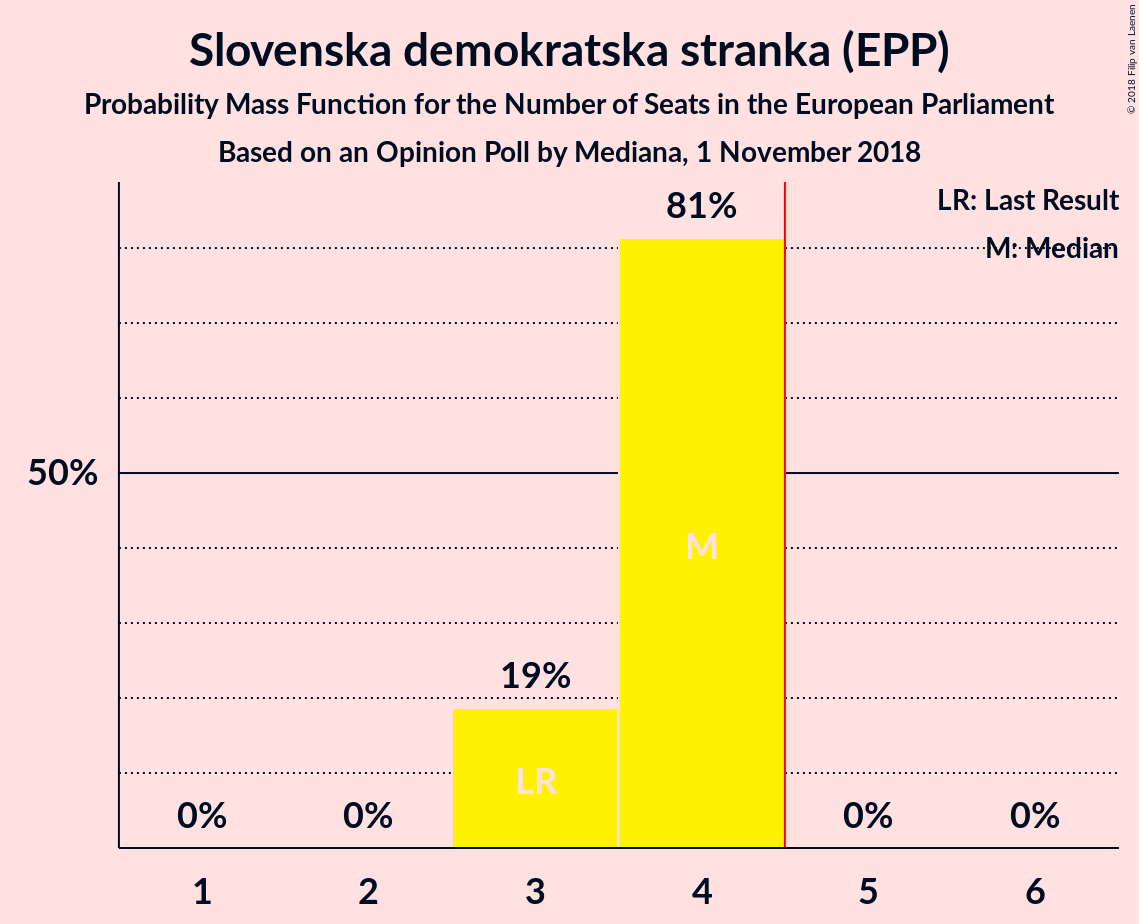 Slovenska demokratska stranka (EPP)
Probability Mass Function for the Number of Seats in the European Parliament
Based on an Opinion Poll by Mediana, 1 November 2018
© 2018 Filip van Laenen
LR: Last Result
M: Median
81%
50%
M
19%
LR
0%
0%
0%
0%
1
2
3
4
5
6